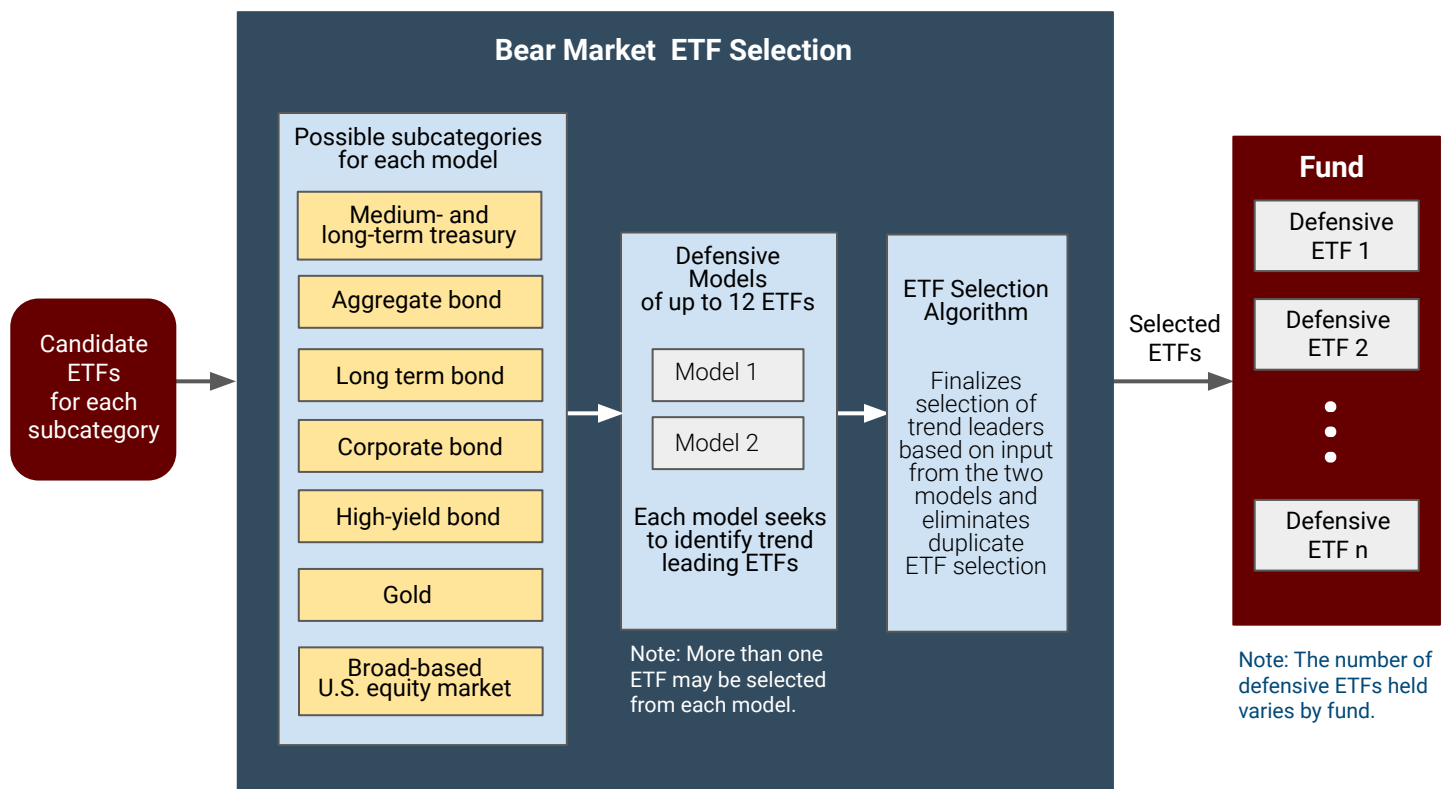 Bear Market ETF Selection
Candidate
ETFs
for each
subcategory
Possible subcategories
for each model
Medium- and
long-term treasury
Aggregate bond
Long term bond
Corporate bond
High-yield bond
Gold
Broad-based
U.S. equity market
Defensive
Models
of up to 12 ETFs
Model 1
Model 2
Each model seeks
to identify trend
leading ETFs
Note: More than one
ETF may be selected
from each model.
ETF Selection
Algorithm
Finalizes
selection of
trend leaders
based on input
from the two
models and
eliminates
duplicate
ETF selection
Selected
ETFs
Fund
Defensive
ETF 1
Defensive
ETF 2
Defensive
ETF n
Note: The number of
defensive ETFs held
varies by fund.